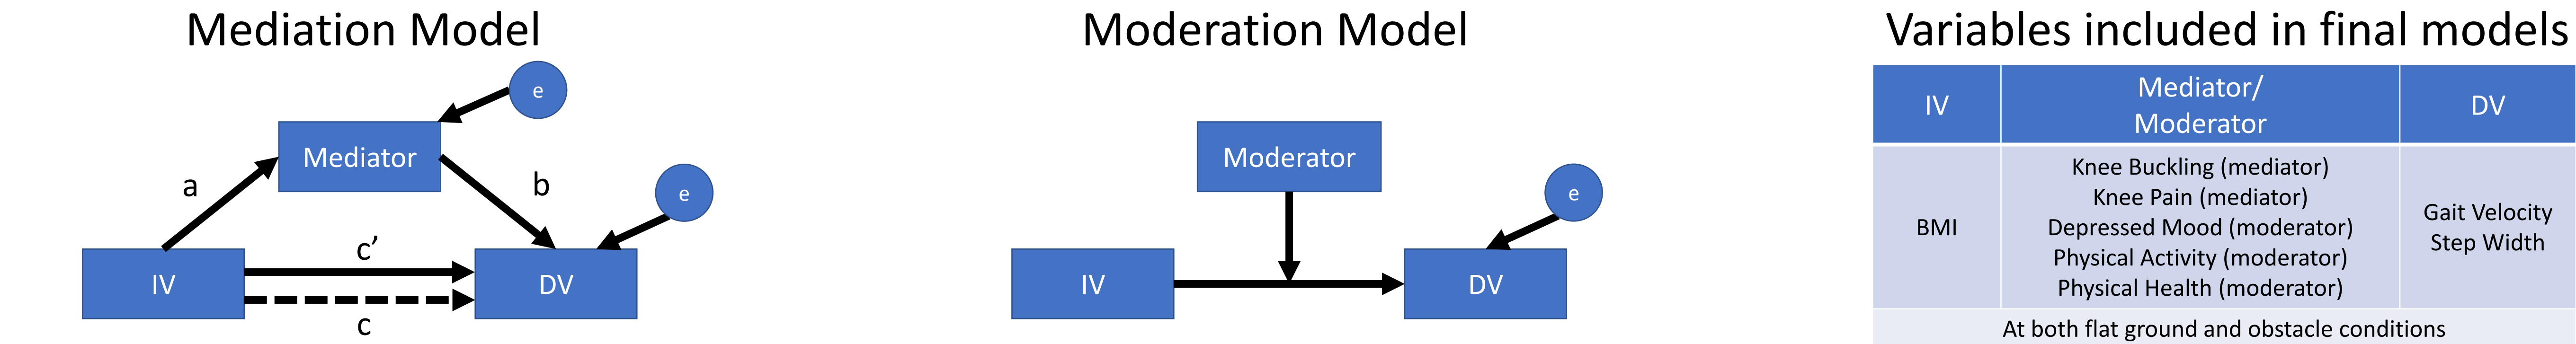 Mediation Model
e
Mediator
a
b
e
c’
IV
DV
c
Moderation Model
Moderator
e
IV
DV
Variables included in final models
IV
Mediator/
Moderator
DV
BMI
Knee Buckling (mediator)
Knee Pain (mediator)
Depressed Mood (moderator)
Physical Activity (moderator)
Physical Health (moderator)
Gait Velocity
Step Width
At both flat ground and obstacle conditions